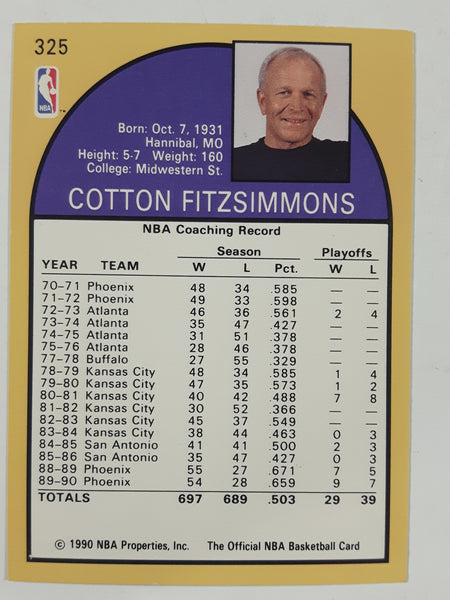 325
NBA
TM
Born: Oct. 7, 1931
Hannibal, MO
Height: 5-7 Weight: 160
College: Midwestern St.
COTTON FITZSIMMONS
NBA Coaching Record
Season Playoffs
YEAR TEAM W L Pct. W L
70-71 Phoenix 48 34 .585 — —
71-72 Phoenix 49 33 .598 — —
72-73 Atlanta 46 36 .561 2 4
73-74 Atlanta 35 47 .427 — —
74-75 Atlanta 31 51 .378 — —
75-76 Atlanta 28 46 .378 — —
77-78 Buffalo 27 55 .329 — —
78-79 Kansas City 48 34 .585 1 4
79-80 Kansas City 47 35 .573 1 2
80-81 Kansas City 40 42 .488 7 8
81-82 Kansas City 30 52 .366 — —
82-83 Kansas City 45 37 .549 — —
83-84 Kansas City 38 44 .463 0 3
84-85 San Antonio 41 41 .500 2 3
85-86 San Antonio 35 47 .427 0 3
88-89 Phoenix 55 27 .671 7 5
89-90 Phoenix 54 28 .659 9 7
TOTALS 697 689 .503 29 39
© 1990 NBA Properties, Inc. The Official NBA Basketball Card